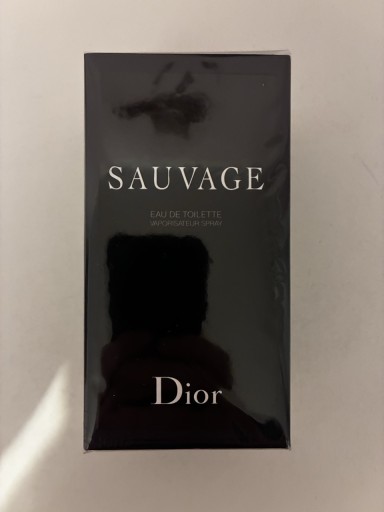 SAUVAGE
EAU DE TOILETTE
VAPORISATEUR SPRAY
Dior